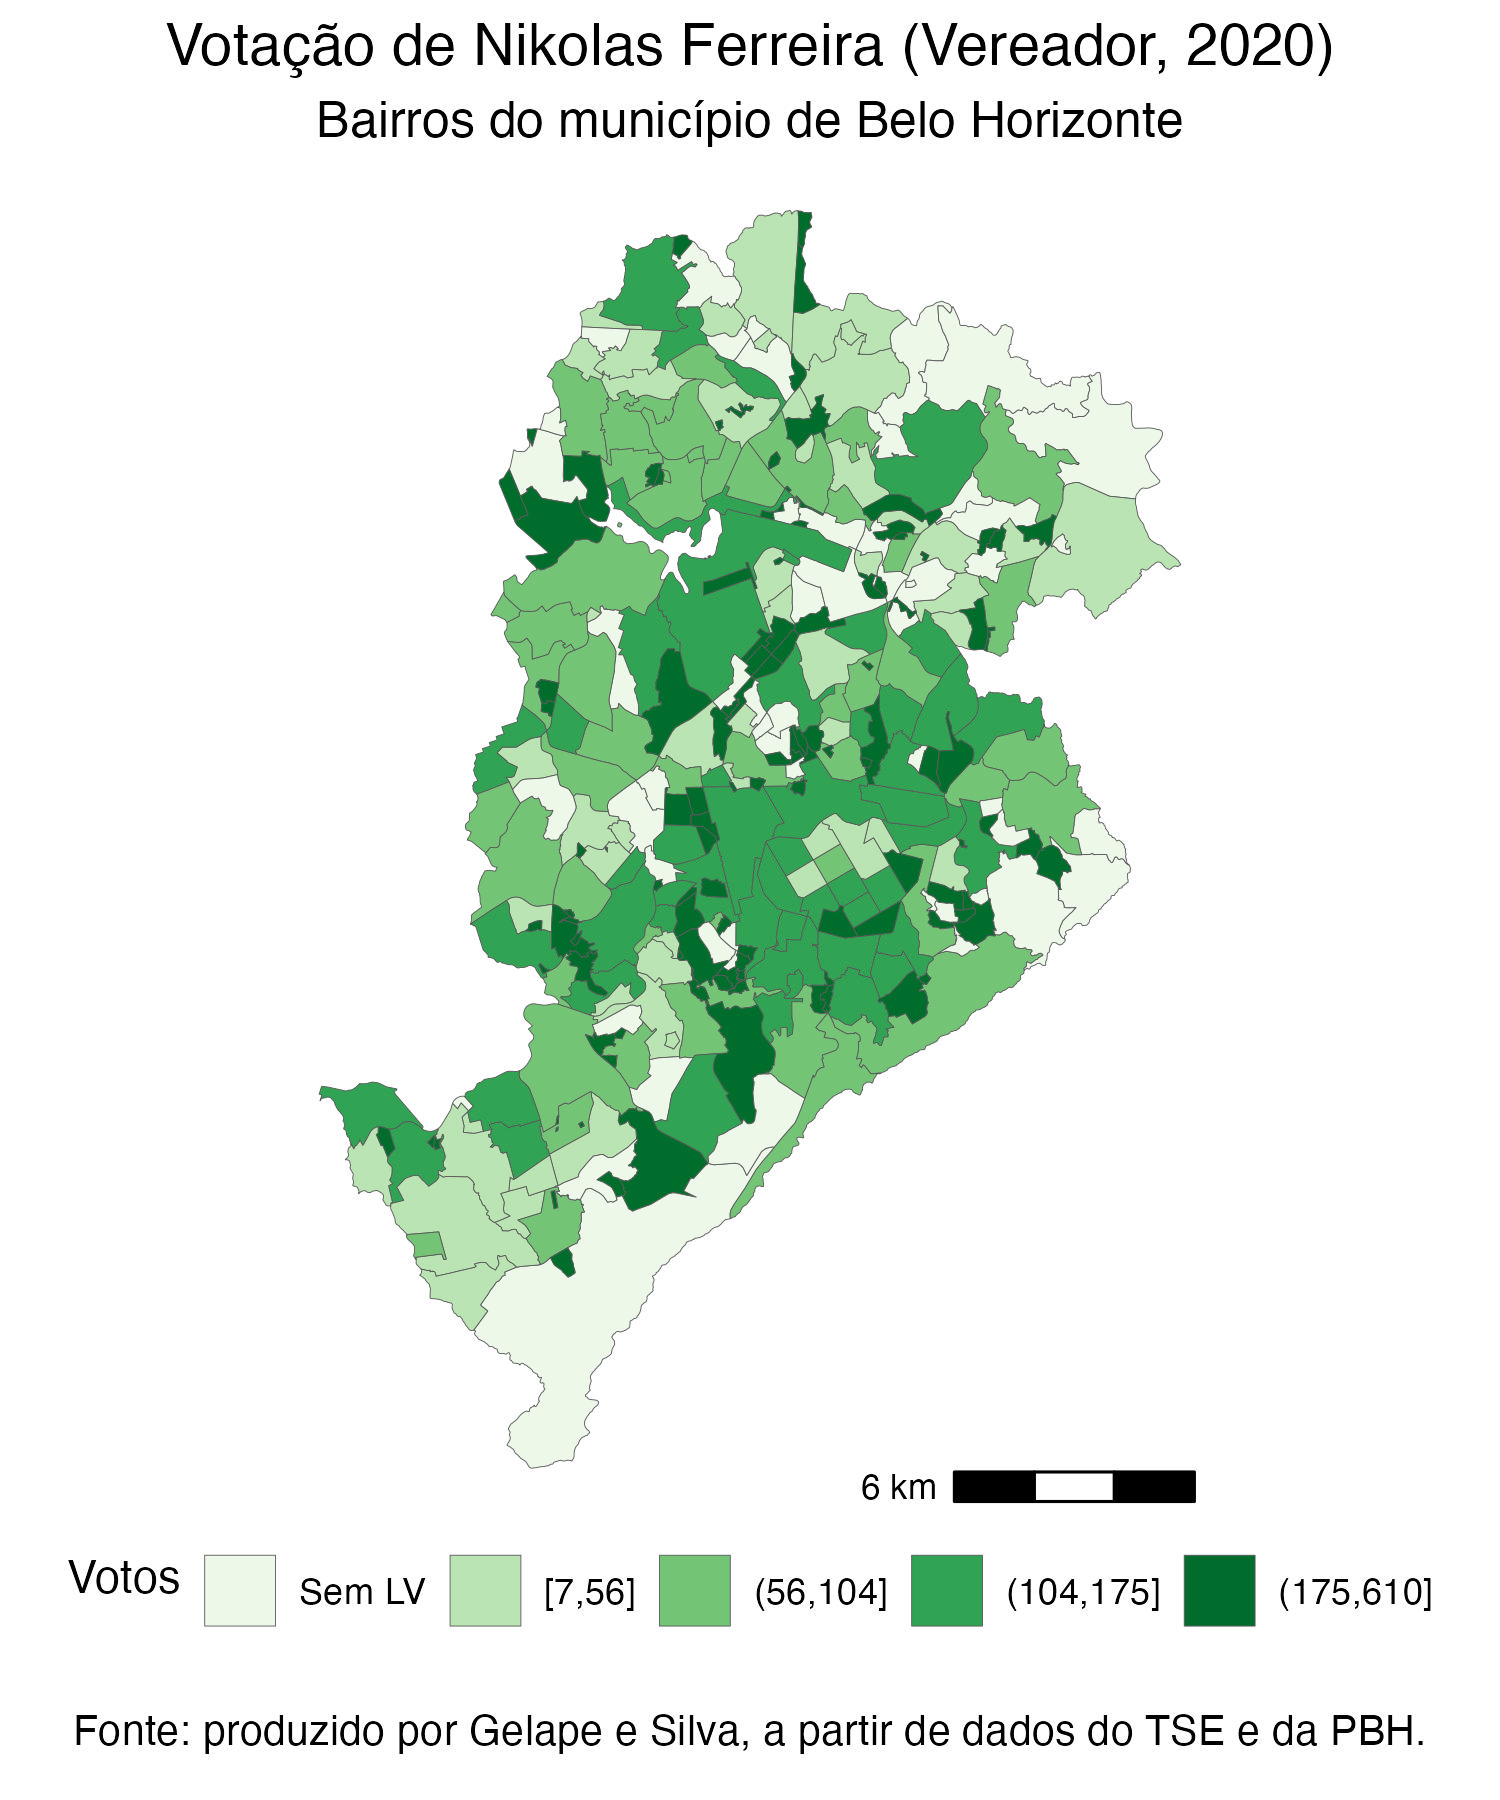 Votação de Nikolas Ferreira (Vereador, 2020)
Bairros do município de Belo Horizonte
6 km
Votos Sem LV [7,56] (56,104] (104,175] (175,610]
Fonte: produzido por Gelape e Silva, a partir de dados do TSE e da PBH.